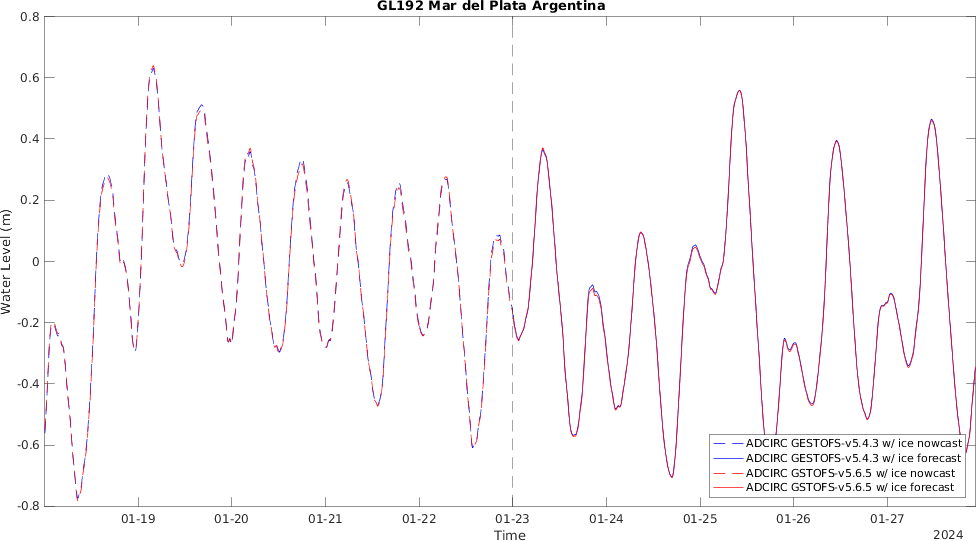 GL192 Mar del Plata Argentina
0.8
0.6
0.4
0.2
0
-0.2
-0.4
-0.6
-0.8
Water Level (m)
ADCIRC GESTOFS-v5.4.3 w/ ice nowcast
ADCIRC GESTOFS-v5.4.3 w/ ice forecast
ADCIRC GSTOFS-v5.6.5 w/ ice nowcast
ADCIRC GSTOFS-v5.6.5 w/ ice forecast
01-19 01-20 01-21 01-22 01-23 01-24 01-25 01-26 01-27
Time
2024